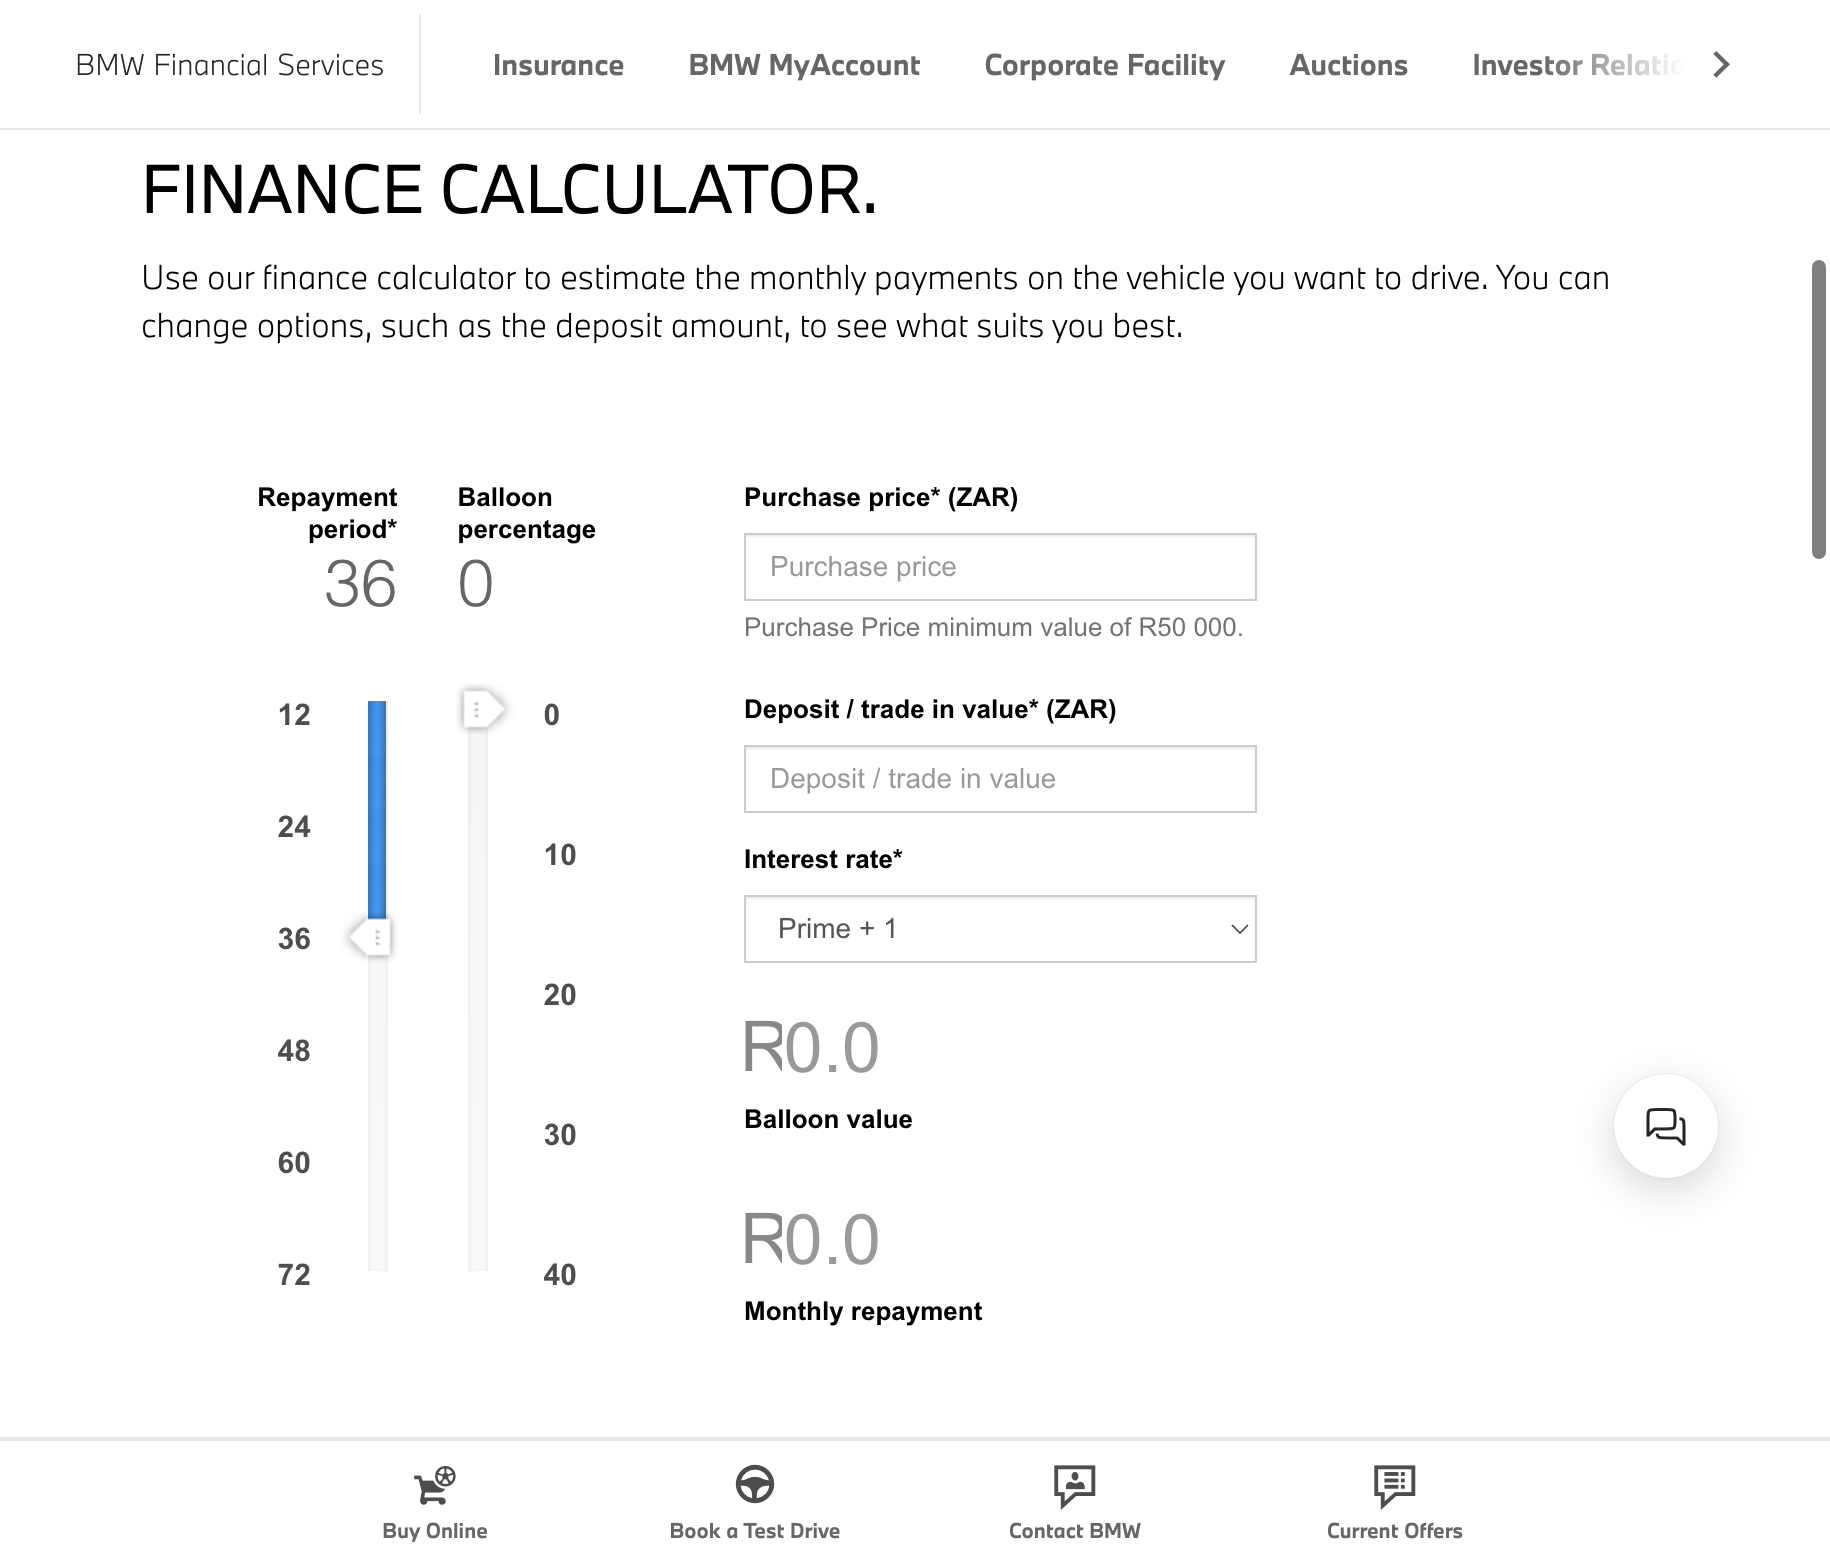 BMW Financial Services
Insurance
BMW MyAccount
Corporate Facility
Auctions
Investor Relatio
FINANCE CALCULATOR.
Use our finance calculator to estimate the monthly payments on the vehicle you want to drive. You can
change options, such as the deposit amount, to see what suits you best.
Repayment
period*
36
Balloon
percentage
0
12
24
36
48
60
72
0
10
20
30
40
Purchase price* (ZAR)
Purchase price
Purchase Price minimum value of R50 000.
Deposit / trade in value* (ZAR)
Deposit / trade in value
Interest rate*
Prime + 1
R0.0
Balloon value
R0.0
Monthly repayment
Buy Online
Book a Test Drive
Contact BMW
Current Offers